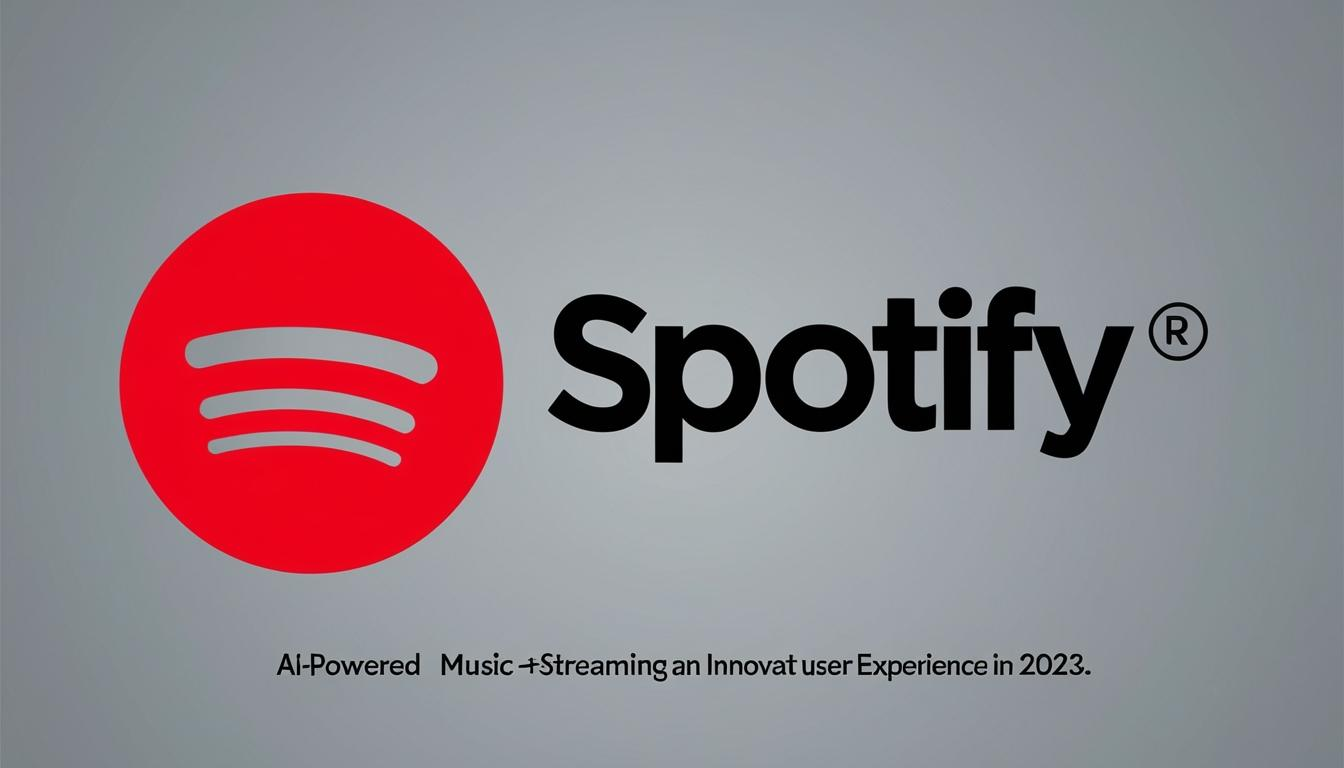 Spotify®
AI-Powered Music +Streaming an Innovat user Experience in 2023.